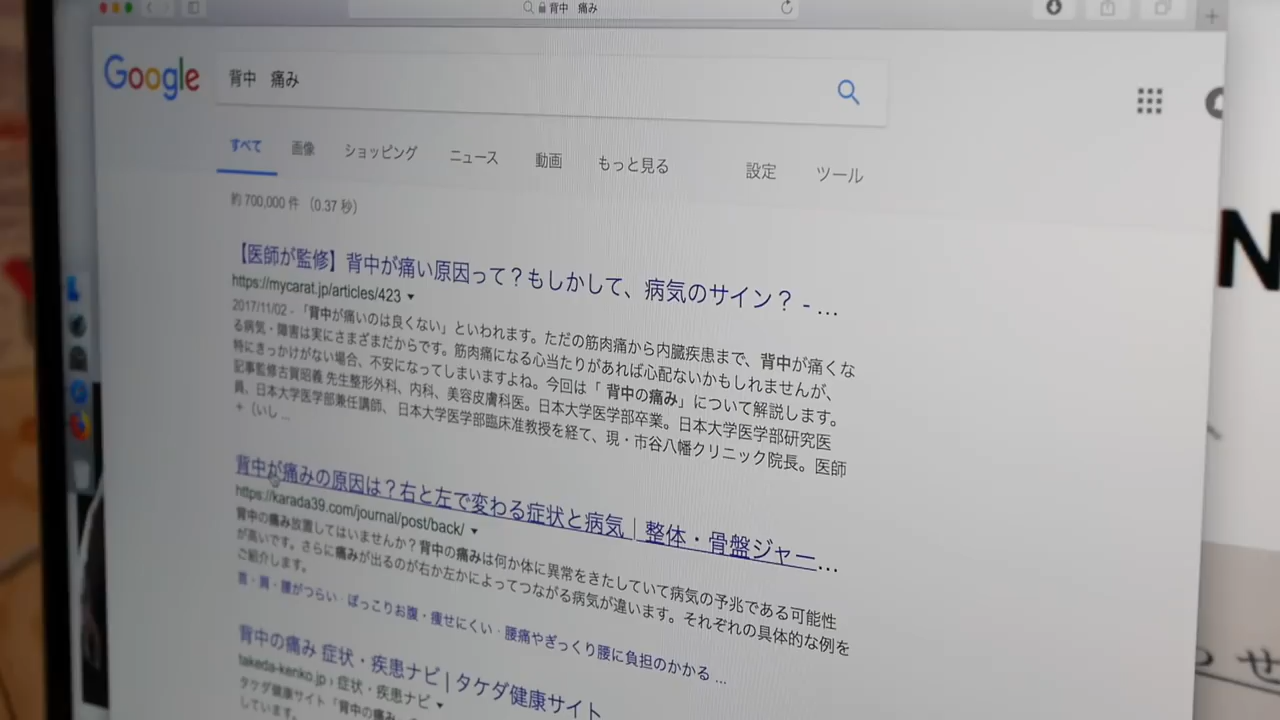 背中 痛み
Google
背中 痛み
すべて 画像 ショッピング ニュース 動画 もっと見る 設定 ツール
約 700,000 件 (0.37 秒)
【医師が監修】背中が痛い原因って？もしかして、病気のサイン？ - ...
https://mycarat.jp/articles/423
2017/11/02 - 「背中が痛いのは良くない」といわれます。ただの筋肉痛から内臓疾患まで、背中が痛くな
る病気・障害は実にさまざまだからです。筋肉痛になる心当たりがあれば心配ないかもしれませんが、
特にきっかけがない場合、不安になってしまいますよね。今回は「 背中の痛み」について解説します。
記事監修古賀昭義 先生整形外科、内科、美容皮膚科医。日本大学医学部卒業。日本大学医学部研究医
員、日本大学医学部兼任講師、 日本大学医学部臨床准教授を経て、現・市谷八幡クリニック院長。医師
+（いし ...
背中が痛みの原因は？右と左で変わる症状と病気｜整体・骨盤ジャー...
https://karada39.com/journal/post/back/
背中の痛み放置してはいませんか？背中の痛みは何か体に異常をきたしていて病気の予兆である可能性
が高いです。さらに痛みが出るのが右か左かによってつながる病気が違います。それぞれの具体的な例を
ご紹介します。
首・肩・腰がつらい · ぽっこりお腹・痩せにくい · 腰痛やぎっくり腰に負担のかかる ...
背中の痛み 症状・疾患ナビ | タケダ健康サイト
takeda-kenko.jp › 症状・疾患ナビ
タケダ健康サイト「背中の痛み
しています。
N
せ